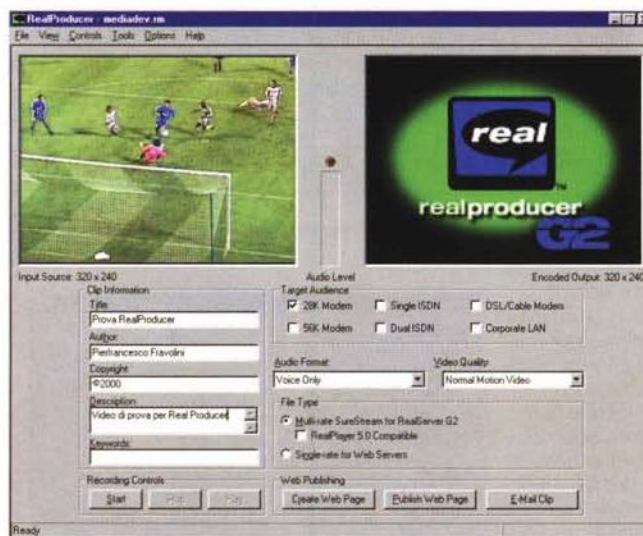 RealProducer - mediadev.rm
File View Controls Tools Options Help
real
TM
realproducer
G2
Input Source: 320 x 240
Audio Level
Encoded Output: 320 x 240
Clip Information
Title:
Prova RealProducer
Author:
Pierfrancesco Fravolini
Copyright:
©2000
Description:
Video di prova per Real Producer
Keywords:
Target Audience
28K Modem Single ISDN DSL/Cable Modem
56K Modem Dual ISDN Corporate LAN
Audio Format:
Voice Only
Video Quality:
Normal Motion Video
File Type
Multi-rate SureStream for RealServer G2
RealPlayer 5.0 Compatible
Single-rate for Web Servers
Recording Controls
Start Stop Play
Web Publishing
Create Web Page Publish Web Page E-Mail Clip
Ready